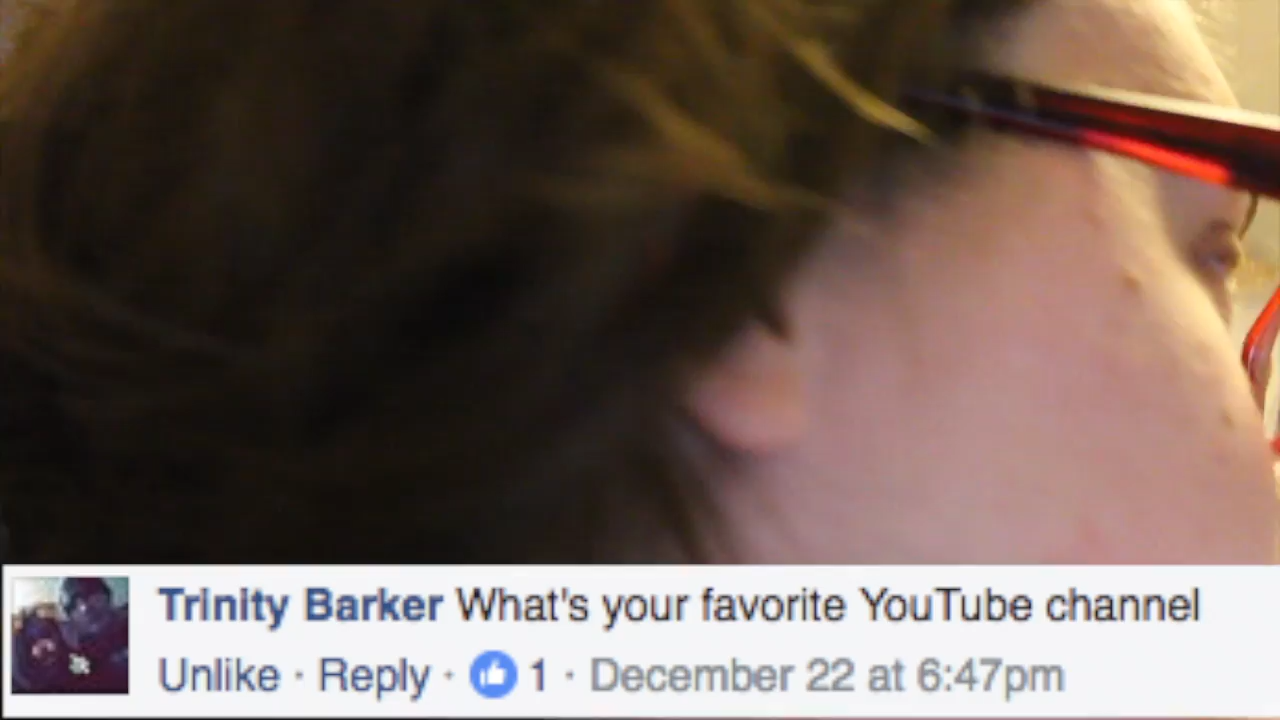 Trinity Barker What's your favorite YouTube channel
Unlike · Reply · 1 · December 22 at 6:47pm